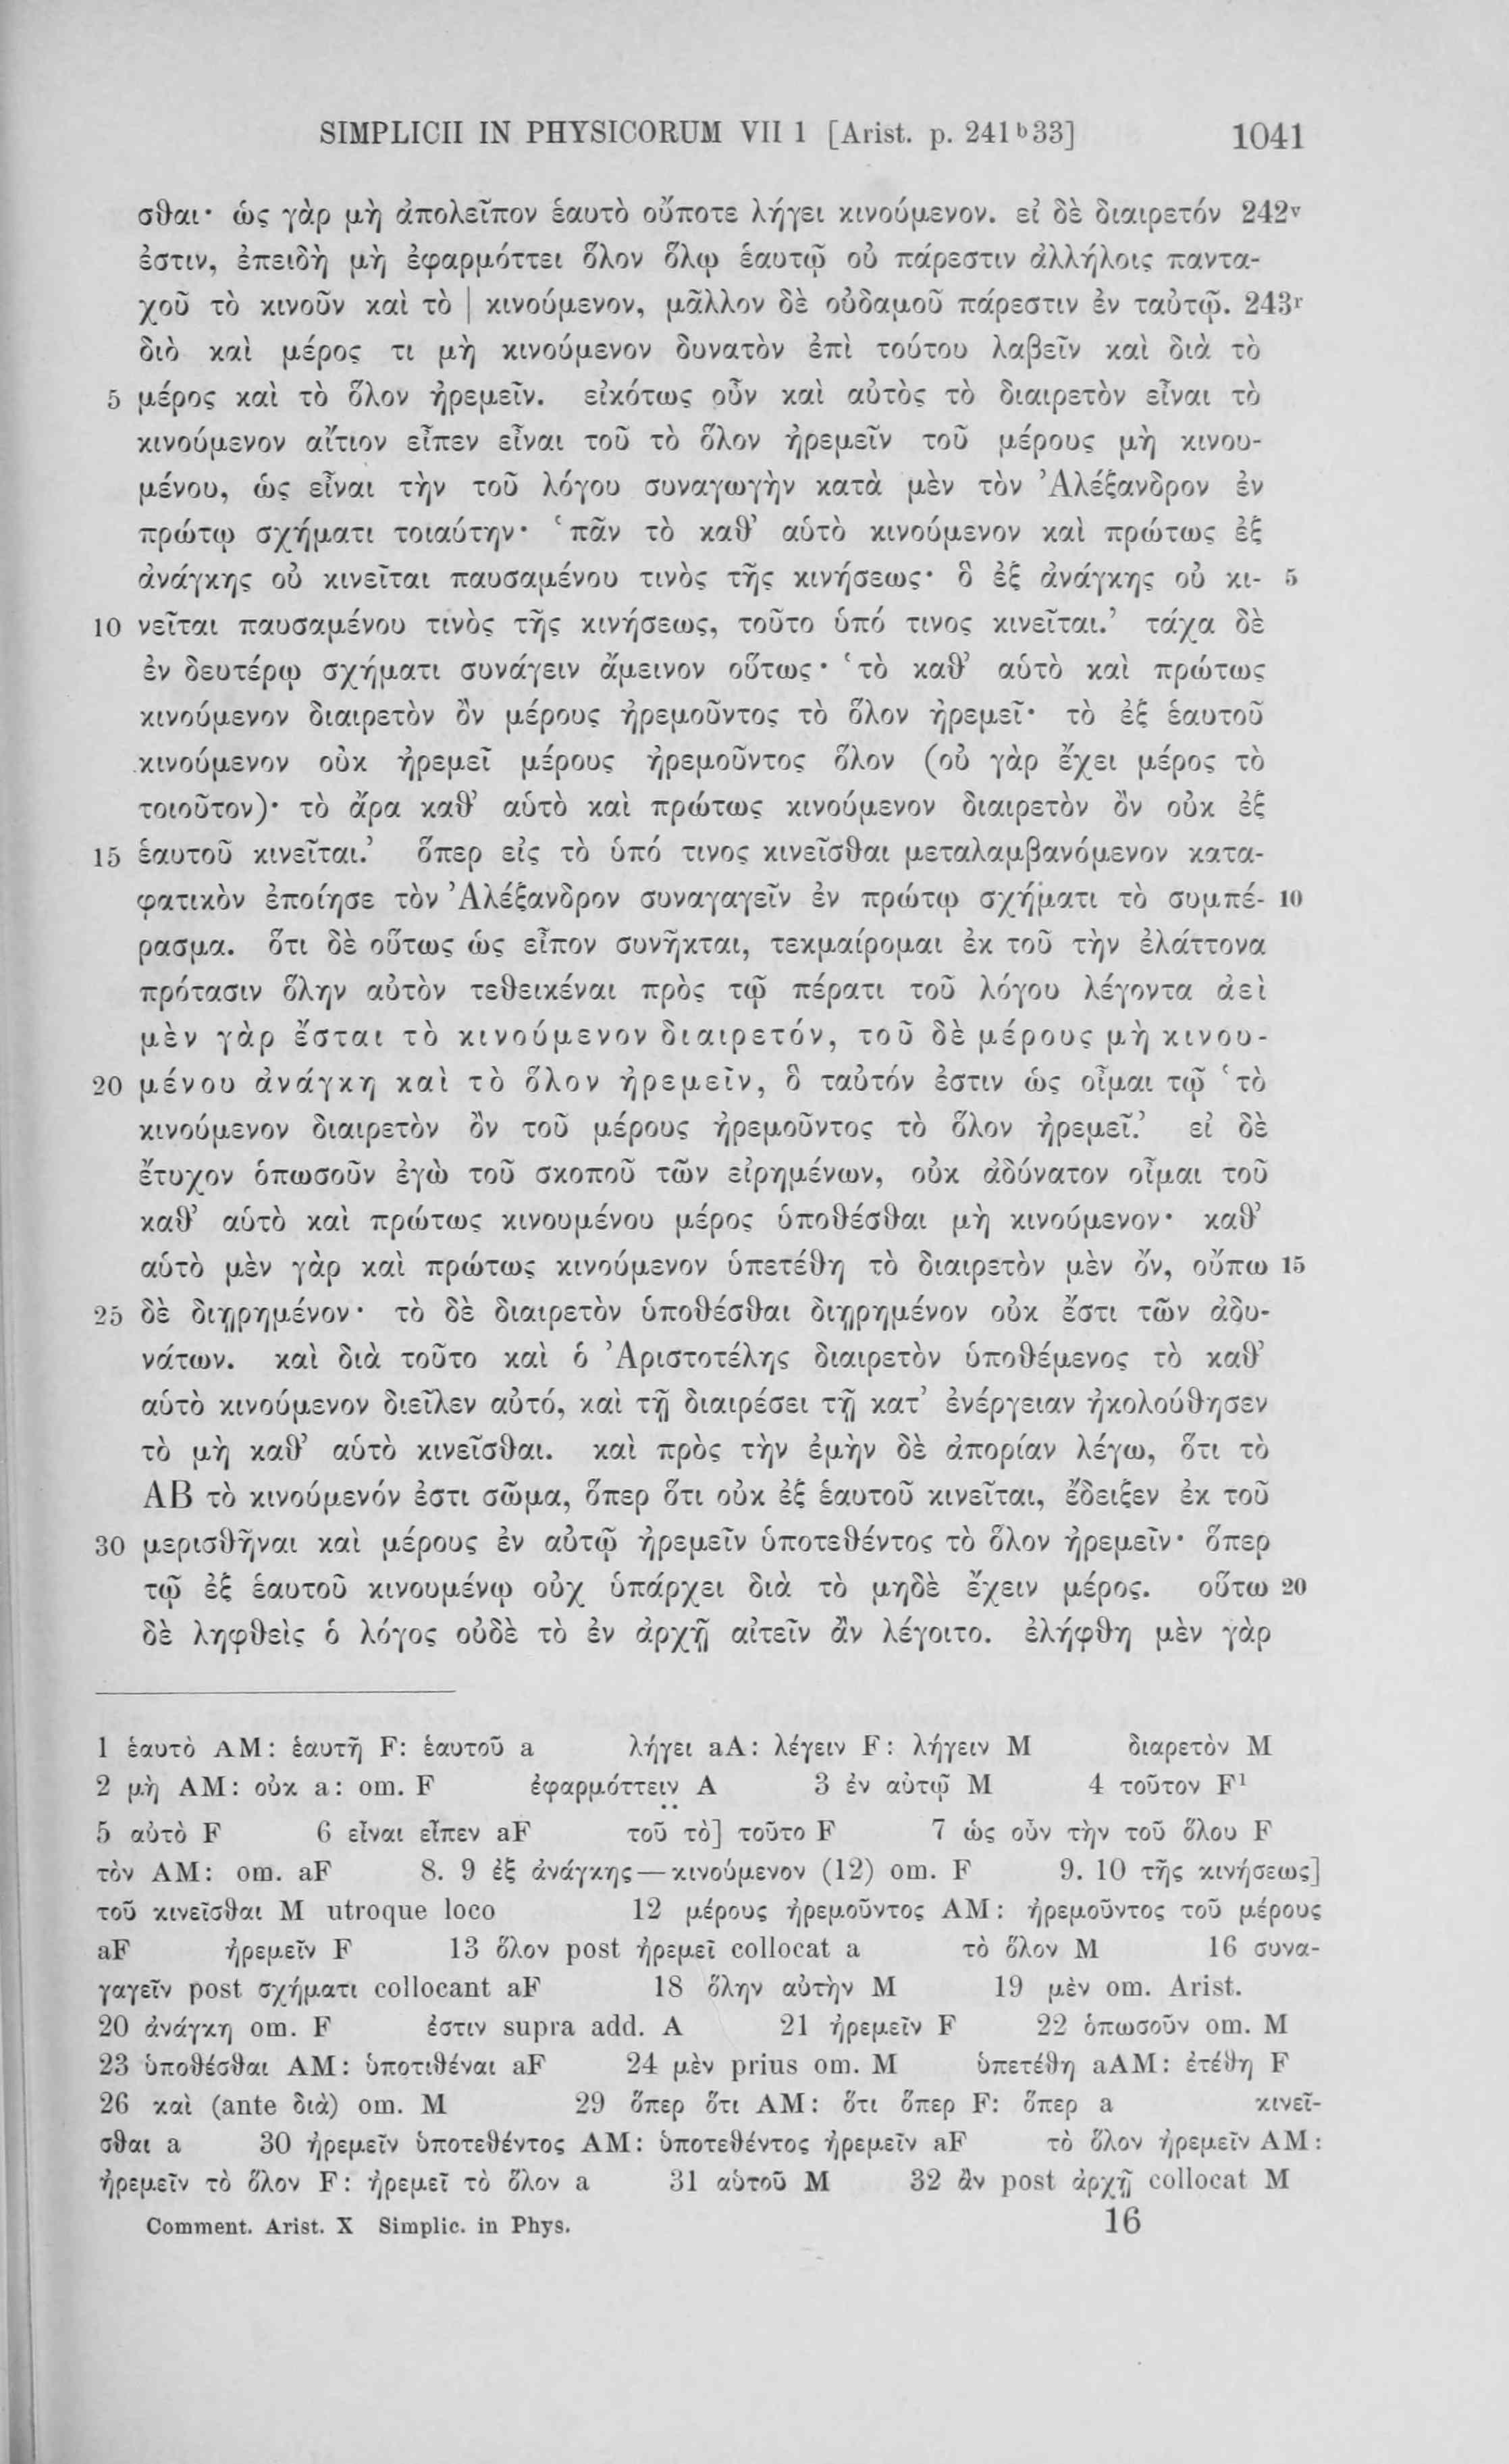 SIMPLICII IN PHYSICORUM VII 1 [Arist. p. 241ᵇ33] 1041
σθαι· ὡς γὰρ μὴ ἀπολεῖπον ἑαυτὸ οὔποτε λήγει κινούμενον. εἰ δὲ διαιρετόν 242ᵛ
ἐστιν, ἐπειδὴ μὴ ἐφαρμόττει ὅλον ὅλῳ ἑαυτῷ οὐ πάρεστιν ἀλλήλοις παντα-
χοῦ τὸ κινοῦν καὶ τὸ | κινούμενον, μᾶλλον δὲ οὐδαμοῦ πάρεστιν ἐν ταὐτῷ. 243ʳ
διὸ καὶ μέρος τι μὴ κινούμενον δυνατὸν ἐπὶ τούτου λαβεῖν καὶ διὰ τὸ
5 μέρος καὶ τὸ ὅλον ἠρεμεῖν. εἰκότως οὖν καὶ αὐτὸς τὸ διαιρετὸν εἶναι τὸ
κινούμενον αἴτιον εἶπεν εἶναι τοῦ τὸ ὅλον ἠρεμεῖν τοῦ μέρους μὴ κινου-
μένου, ὡς εἶναι τὴν τοῦ λόγου συναγωγὴν κατὰ μὲν τὸν Ἀλέξανδρον ἐν
πρώτῳ σχήματι τοιαύτην· ‘πᾶν τὸ καθ’ αὑτὸ κινούμενον καὶ πρώτως ἐξ
ἀνάγκης οὐ κινεῖται παυσαμένου τινὸς τῆς κινήσεως· ὃ ἐξ ἀνάγκης οὐ κι- 5
10 νεῖται παυσαμένου τινὸς τῆς κινήσεως, τοῦτο ὑπό τινος κινεῖται.’ τάχα δὲ
ἐν δευτέρῳ σχήματι συνάγειν ἄμεινον οὕτως· ‘τὸ καθ’ αὑτὸ καὶ πρώτως
κινούμενον διαιρετὸν ὂν μέρους ἠρεμοῦντος τὸ ὅλον ἠρεμεῖ· τὸ ἐξ ἑαυτοῦ
κινούμενον οὐκ ἠρεμεῖ μέρους ἠρεμοῦντος ὅλον (οὐ γὰρ ἔχει μέρος τὸ
τοιοῦτον)· τὸ ἄρα καθ’ αὑτὸ καὶ πρώτως κινούμενον διαιρετὸν ὂν οὐκ ἐξ
15 ἑαυτοῦ κινεῖται.’ ὅπερ εἰς τὸ ὑπό τινος κινεῖσθαι μεταλαμβανόμενον κατα-
φατικὸν ἐποίησε τὸν Ἀλέξανδρον συναγαγεῖν ἐν πρώτῳ σχήματι τὸ συμπέ- 10
ρασμα. ὅτι δὲ οὕτως ὡς εἶπον συνῆκται, τεκμαίρομαι ἐκ τοῦ τὴν ἐλάττονα
πρότασιν ὅλην αὐτὸν τεθεικέναι πρὸς τῷ πέρατι τοῦ λόγου λέγοντα ἀεὶ
μὲν γὰρ ἔσται τὸ κινούμενον διαιρετόν, τοῦ δὲ μέρους μὴ κινου-
20 μένου ἀνάγκη καὶ τὸ ὅλον ἠρεμεῖν, ὃ ταὐτόν ἐστιν ὡς οἶμαι τῷ ‘τὸ
κινούμενον διαιρετὸν ὂν τοῦ μέρους ἠρεμοῦντος τὸ ὅλον ἠρεμεῖ.’ εἰ δὲ
ἔτυχον ὁπωσοῦν ἐγὼ τοῦ σκοποῦ τῶν εἰρημένων, οὐκ ἀδύνατον οἶμαι τοῦ
καθ’ αὑτὸ καὶ πρώτως κινουμένου μέρος ὑποθέσθαι μὴ κινούμενον· καθ’
αὑτὸ μὲν γὰρ καὶ πρώτως κινούμενον ὑπετέθη τὸ διαιρετὸν μὲν ὄν, οὔπω 15
25 δὲ διῃρημένον· τὸ δὲ διαιρετὸν ὑποθέσθαι διῃρημένον οὐκ ἔστι τῶν ἀδυ-
νάτων. καὶ διὰ τοῦτο καὶ ὁ Ἀριστοτέλης διαιρετὸν ὑποθέμενος τὸ καθ’
αὑτὸ κινούμενον διεῖλεν αὐτό, καὶ τῇ διαιρέσει τῇ κατ’ ἐνέργειαν ἠκολούθησεν
τὸ μὴ καθ’ αὑτὸ κινεῖσθαι. καὶ πρὸς τὴν ἐμὴν δὲ ἀπορίαν λέγω, ὅτι τὸ
ΑΒ τὸ κινούμενόν ἐστι σῶμα, ὅπερ ὅτι οὐκ ἐξ ἑαυτοῦ κινεῖται, ἔδειξεν ἐκ τοῦ
30 μερισθῆναι καὶ μέρους ἐν αὐτῷ ἠρεμεῖν ὑποτεθέντος τὸ ὅλον ἠρεμεῖν· ὅπερ
τῷ ἐξ ἑαυτοῦ κινουμένῳ οὐχ ὑπάρχει διὰ τὸ μηδὲ ἔχειν μέρος. οὕτω 20
δὲ ληφθεὶς ὁ λόγος οὐδὲ τὸ ἐν ἀρχῇ αἰτεῖν ἂν λέγοιτο. ἐλήφθη μὲν γὰρ
1 ἑαυτὸ AM: ἑαυτῇ F: ἑαυτοῦ a λήγει aA: λέγειν F: λήγειν M διαρετὸν M
2 μὴ AM: οὐκ a: om. F ἐφαρμόττειν A 3 ἐν αὐτῷ M 4 τοῦτον F¹
5 αὐτὸ F 6 εἶναι εἶπεν aF τοῦ τὸ] τοῦτο F 7 ὡς οὖν τὴν τοῦ ὅλου F
τὸν AM: om. aF 8. 9 ἐξ ἀνάγκης—κινούμενον (12) om. F 9. 10 τῆς κινήσεως]
τοῦ κινεῖσθαι M utroque loco 12 μέρους ἠρεμοῦντος AM: ἠρεμοῦντος τοῦ μέρους
aF ἠρεμεῖν F 13 ὅλον post ἠρεμεῖ collocat a τὸ ὅλον M 16 συνα-
γαγεῖν post σχήματι collocant aF 18 ὅλην αὐτὴν M 19 μὲν om. Arist.
20 ἀνάγκη om. F ἐστιν supra add. A 21 ἠρεμεῖν F 22 ὁπωσοῦν om. M
23 ὑποθέσθαι AM: ὑποτιθέναι aF 24 μὲν prius om. M ὑπετέθη aAM: ἐτέθη F
26 καὶ (ante διὰ) om. M 29 ὅπερ ὅτι AM: ὅτι ὅπερ F: ὅπερ a κινεῖ-
σθαι a 30 ἠρεμεῖν ὑποτεθέντος AM: ὑποτεθέντος ἠρεμεῖν aF τὸ ὅλον ἠρεμεῖν AM:
ἠρεμεῖν τὸ ὅλον F: ἠρεμεῖ τὸ ὅλον a 31 αὑτοῦ M 32 ἂν post ἀρχῇ collocat M
Comment. Arist. X Simplic. in Phys. 16